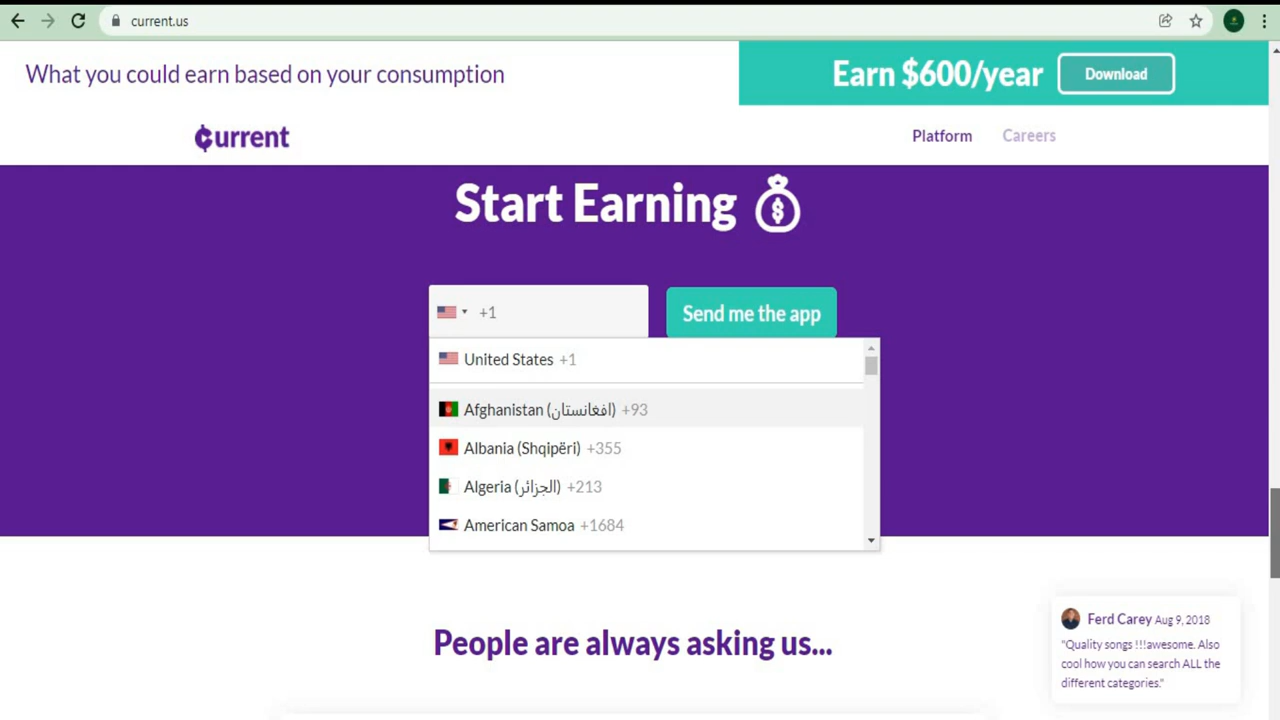 current.us
What you could earn based on your consumption
Earn $600/year
Download
Current
Platform
Careers
Start Earning
+1
Send me the app
United States +1
Afghanistan (افغانستان) +93
Albania (Shqipëri) +355
Algeria (الجزائر) +213
American Samoa +1684
People are always asking us...
Ferd Carey Aug 9, 2018
"Quality songs !!!awesome. Also
cool how you can search ALL the
different categories."